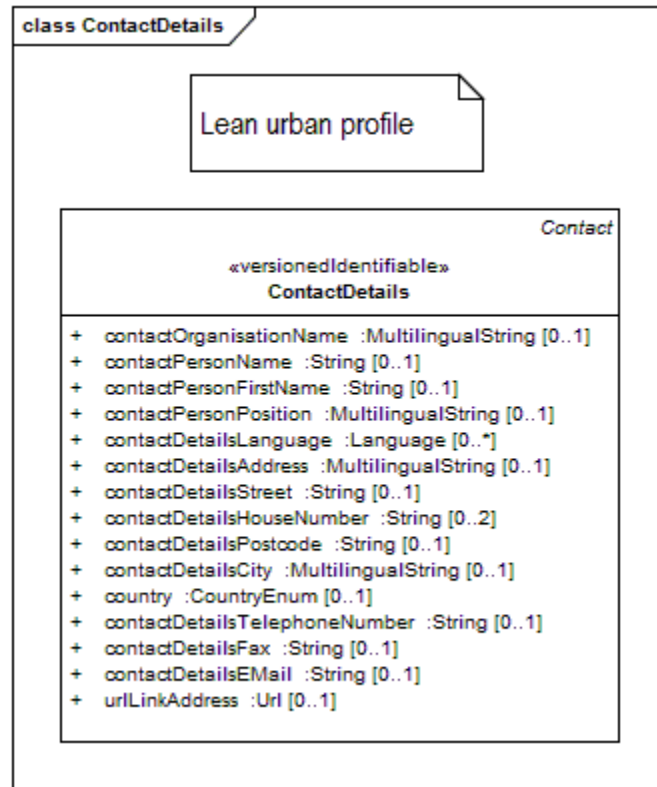 class ContactDetails
Lean urban profile
Contact
«versionedIdentifiable»
ContactDetails
+ contactOrganisationName :MultilingualString [0..1]
+ contactPersonName :String [0..1]
+ contactPersonFirstName :String [0..1]
+ contactPersonPosition :MultilingualString [0..1]
+ contactDetailsLanguage :Language [0..*]
+ contactDetailsAddress :MultilingualString [0..1]
+ contactDetailsStreet :String [0..1]
+ contactDetailsHouseNumber :String [0..2]
+ contactDetailsPostcode :String [0..1]
+ contactDetailsCity :MultilingualString [0..1]
+ country :CountryEnum [0..1]
+ contactDetailsTelephoneNumber :String [0..1]
+ contactDetailsFax :String [0..1]
+ contactDetailsEMail :String [0..1]
+ urlLinkAddress :Url [0..1]